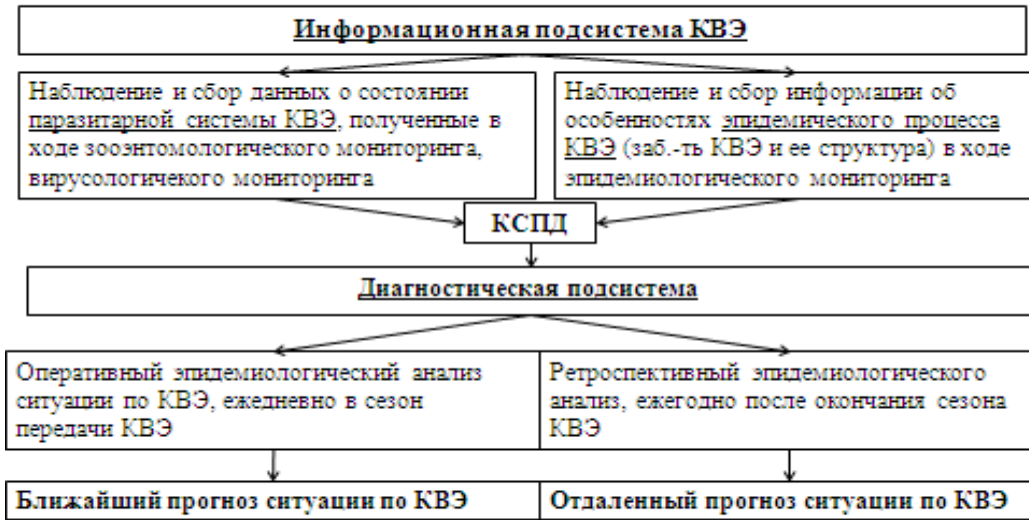 Информационная подсистема КВЭ
Наблюдение и сбор данных о состоянии
паразитарной системы КВЭ, полученные в
ходе зооэнтомологического мониторинга,
вирусологичекого мониторинга
Наблюдение и сбор информации об
особенностях эпидемического процесса
КВЭ (заб.-ть КВЭ и ее структура) в ходе
эпидемиологического мониторинга
КСПД
Диагностическая подсистема
Оперативный эпидемиологический анализ
ситуации по КВЭ, ежедневно в сезон
передачи КВЭ
Ретроспективный эпидемиологического
анализ, ежегодно после окончания сезона
КВЭ
Ближайший прогноз ситуации по КВЭ
Отдаленный прогноз ситуации по КВЭ